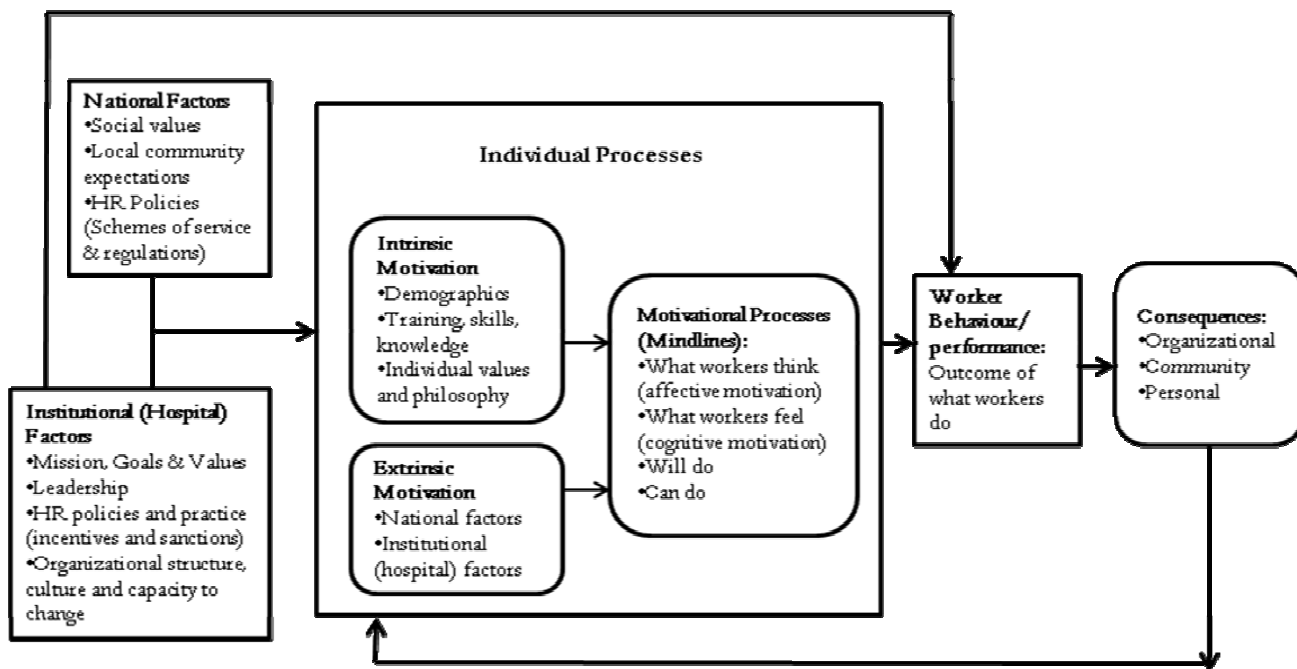 National Factors
•Social values
•Local community
expectations
•HR Policies
(Schemes of service
& regulations)
Institutional (Hospital)
Factors
•Mission, Goals & Values
•Leadership
•HR policies and practice
(incentives and sanctions)
•Organizational structure,
culture and capacity to
change
Individual Processes
Intrinsic
Motivation
•Demographics
•Training, skills,
knowledge
•Individual values
and philosophy
Extrinsic
Motivation
•National factors
•Institutional
(hospital) factors
Motivational Processes
(Mindlines):
•What workers think
(affective motivation)
•What workers feel
(cognitive motivation)
•Will do
•Can do
Worker
Behaviour/
performance:
Outcome of
what workers
do
Consequences:
•Organizational
•Community
•Personal